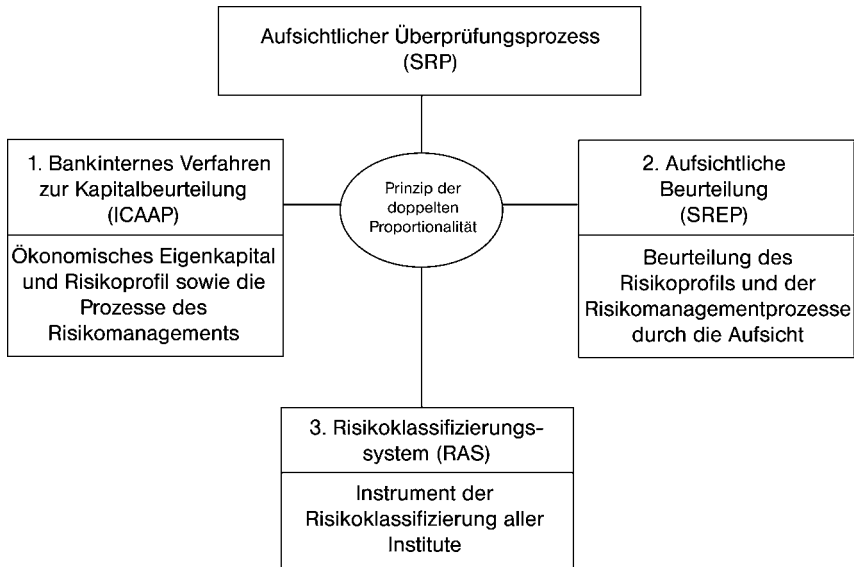 Aufsichtlicher Überprüfungsprozess
(SRP)
1. Bankinternes Verfahren
zur Kapitalbeurteilung
(ICAAP)
Ökonomisches Eigenkapital
und Risikoprofil sowie die
Prozesse des
Risikomanagements
Prinzip der
doppelten
Proportionalität
2. Aufsichtliche
Beurteilung
(SREP)
Beurteilung des
Risikoprofils und der
Risikomanagementprozesse
durch die Aufsicht
3. Risikoklassifizierungs-
system (RAS)
Instrument der
Risikoklassifizierung aller
Institute